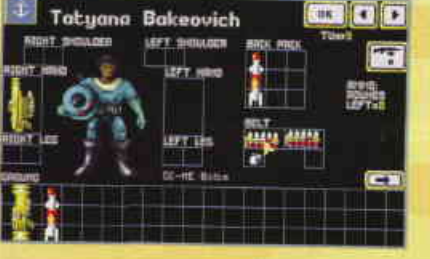 Tatyana Bakeovich
OK
RIGHT SHOULDER
LEFT SHOULDER
BACK PACK
RIGHT HAND
LEFT HAND
RIGHT LEG
LEFT LEG
BELT
GROUND